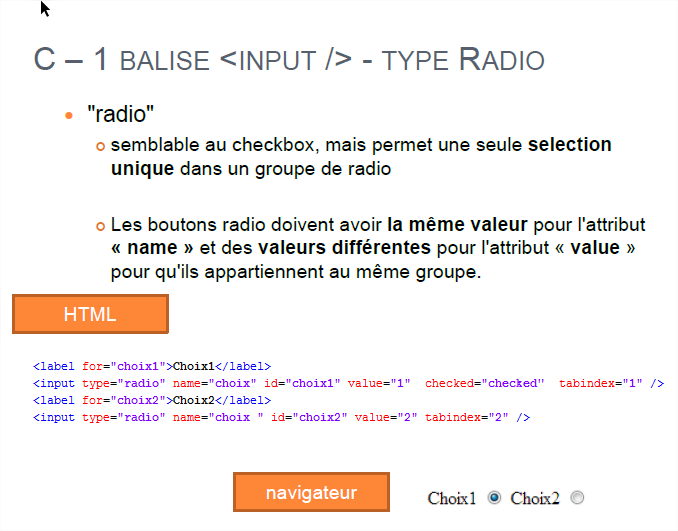 C – 1 BALISE <INPUT /> - TYPE RADIO
"radio"
semblable au checkbox, mais permet une seule selection
unique dans un groupe de radio
Les boutons radio doivent avoir la même valeur pour l'attribut
« name » et des valeurs différentes pour l'attribut « value »
pour qu'ils appartiennent au même groupe.
HTML
<label for="choix1">Choix1</label>
<input type="radio" name="choix" id="choix1" value="1"  checked="checked"  tabindex="1" />
<label for="choix2">Choix2</label>
<input type="radio" name="choix " id="choix2" value="2" tabindex="2" />
navigateur
Choix1 Choix2